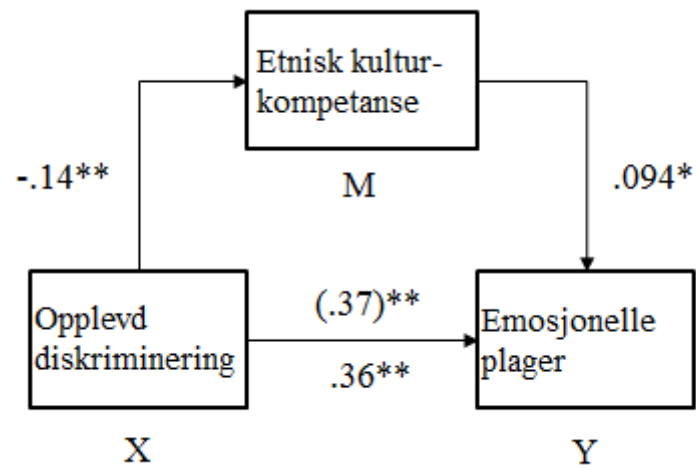 Etnisk kultur-
kompetanse
-.14**
M
.094*
Opplevd
diskriminering
(.37)**
.36**
Emosjonelle
plager
X
Y